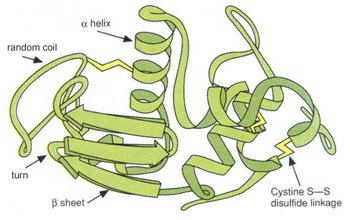 α helix
random coil
turn
β sheet
Cystine S—S
disulfide linkage